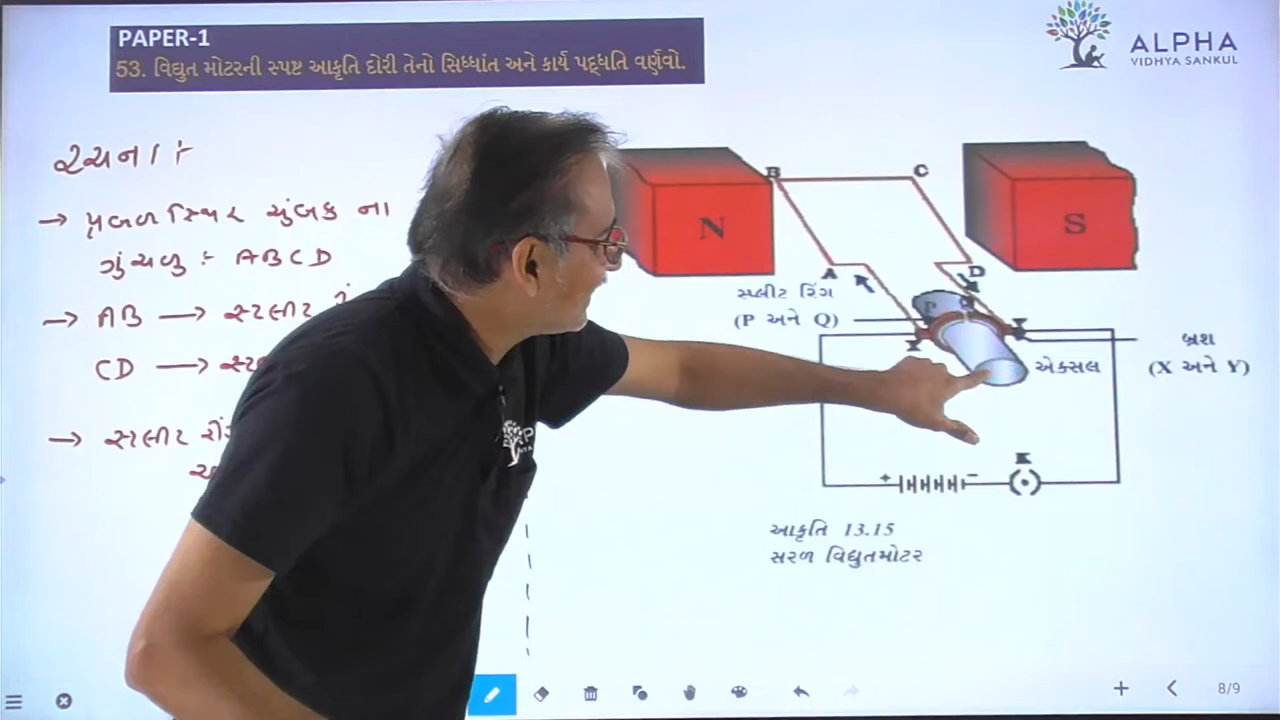 PAPER-1
53. વિદ્યુત મોટરની સ્પષ્ટ આકૃતિ દોરી તેનો સિધ્ધાંત અને કાર્ય પદ્ધતિ વર્ણવો.
ALPHA
VIDHYA SANKUL
રચના :-
→ પ્રબળ સ્થિર ચુંબક ના
ગુંચળુ :- ABCD
→ AB → સ્પ્લીટ
CD →
→ સ્પ્લીટ
B
C
N
S
A
D
સ્પ્લીટ રિંગ
(P અને Q)
P
Q
X
Y
બ્રશ
(X અને Y)
એક્સલ
+
−
K
આકૃતિ 13.15
સરળ વિદ્યુતમોટર
8/9